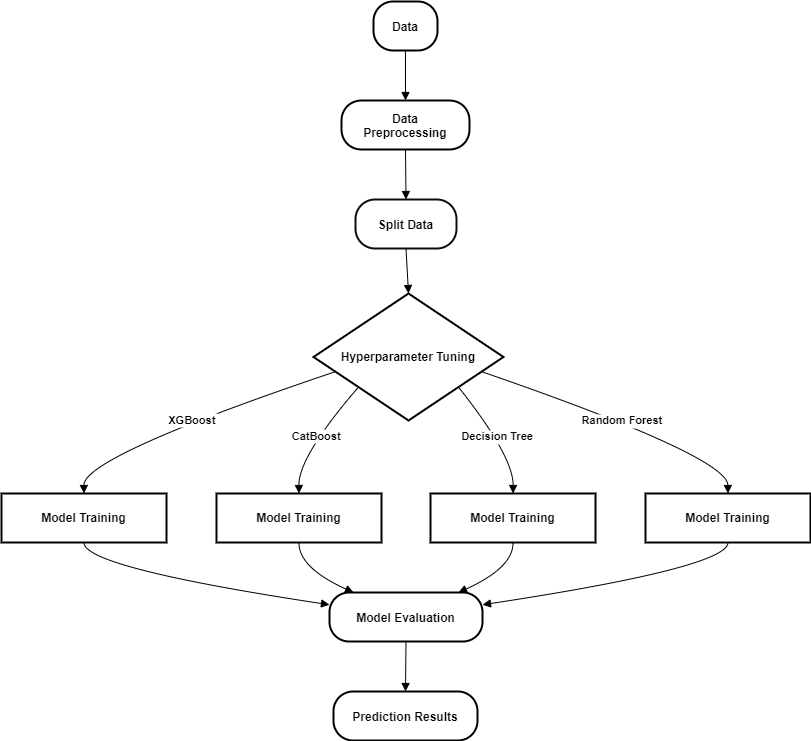 Data
Data
Preprocessing
Split Data
Hyperparameter Tuning
XGBoost
CatBoost
Decision Tree
Random Forest
Model Training
Model Training
Model Training
Model Training
Model Evaluation
Prediction Results